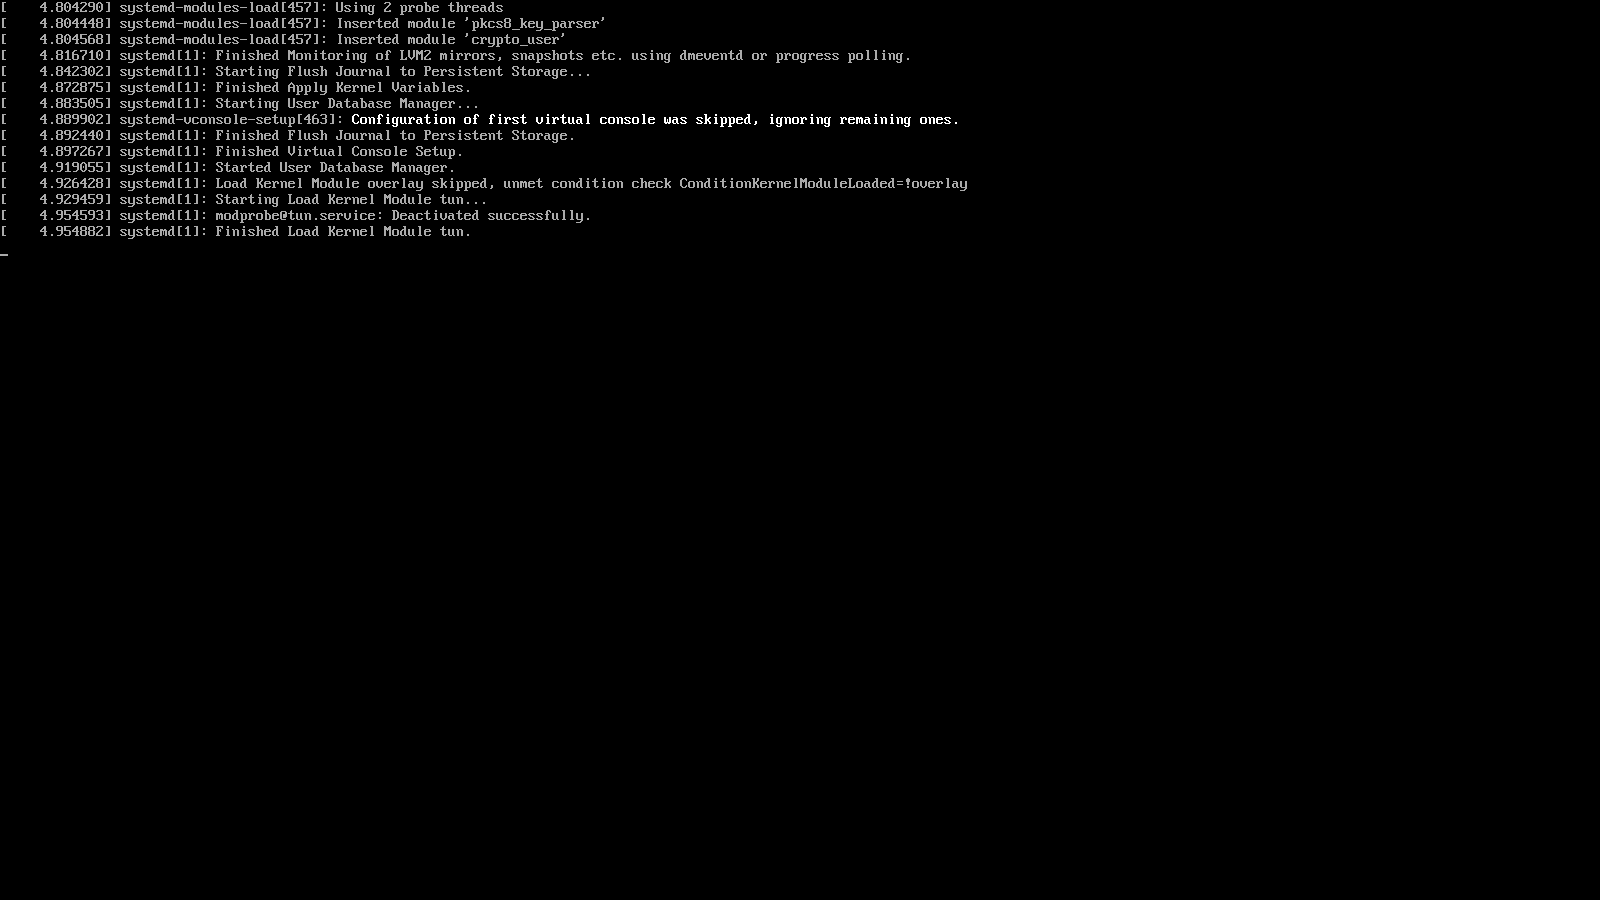 [    4.804290] systemd-modules-load[457]: Using 2 probe threads
[    4.804448] systemd-modules-load[457]: Inserted module 'pkcs8_key_parser'
[    4.804568] systemd-modules-load[457]: Inserted module 'crypto_user'
[    4.816710] systemd[1]: Finished Monitoring of LVM2 mirrors, snapshots etc. using dmeventd or progress polling.
[    4.842302] systemd[1]: Starting Flush Journal to Persistent Storage...
[    4.872875] systemd[1]: Finished Apply Kernel Variables.
[    4.883505] systemd[1]: Starting User Database Manager...
[    4.889902] systemd-vconsole-setup[463]: Configuration of first virtual console was skipped, ignoring remaining ones.
[    4.892440] systemd[1]: Finished Flush Journal to Persistent Storage.
[    4.897267] systemd[1]: Finished Virtual Console Setup.
[    4.919055] systemd[1]: Started User Database Manager.
[    4.926428] systemd[1]: Load Kernel Module overlay skipped, unmet condition check ConditionKernelModuleLoaded=!overlay
[    4.929459] systemd[1]: Starting Load Kernel Module tun...
[    4.954593] systemd[1]: modprobe@tun.service: Deactivated successfully.
[    4.954882] systemd[1]: Finished Load Kernel Module tun.